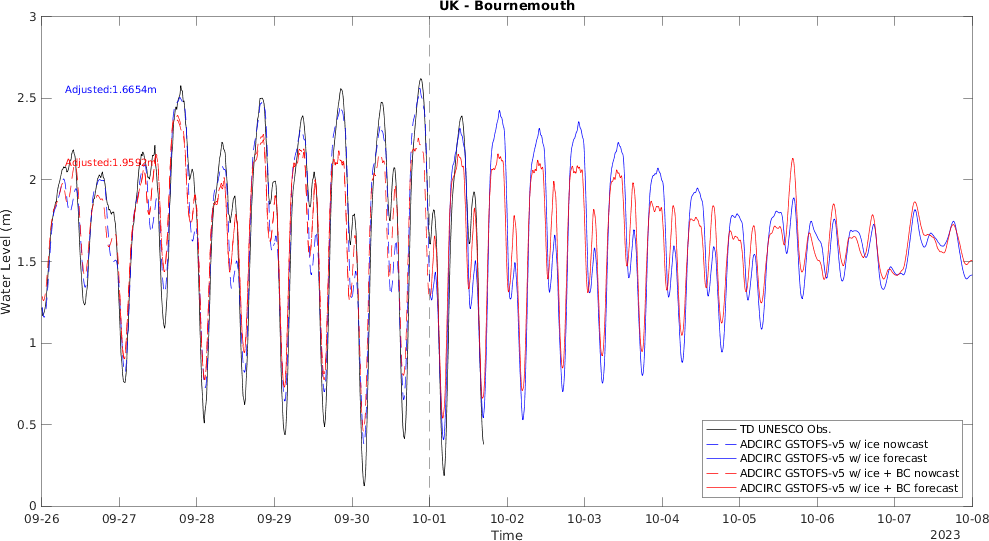 UK - Bournemouth
3
2.5
2
1.5
1
0.5
0
Water Level (m)
Adjusted:1.6654m
Adjusted:1.9592m
TD UNESCO Obs.
ADCIRC GSTOFS-v5 w/ ice nowcast
ADCIRC GSTOFS-v5 w/ ice forecast
ADCIRC GSTOFS-v5 w/ ice + BC nowcast
ADCIRC GSTOFS-v5 w/ ice + BC forecast
09-26 09-27 09-28 09-29 09-30 10-01 10-02 10-03 10-04 10-05 10-06 10-07 10-08
Time
2023